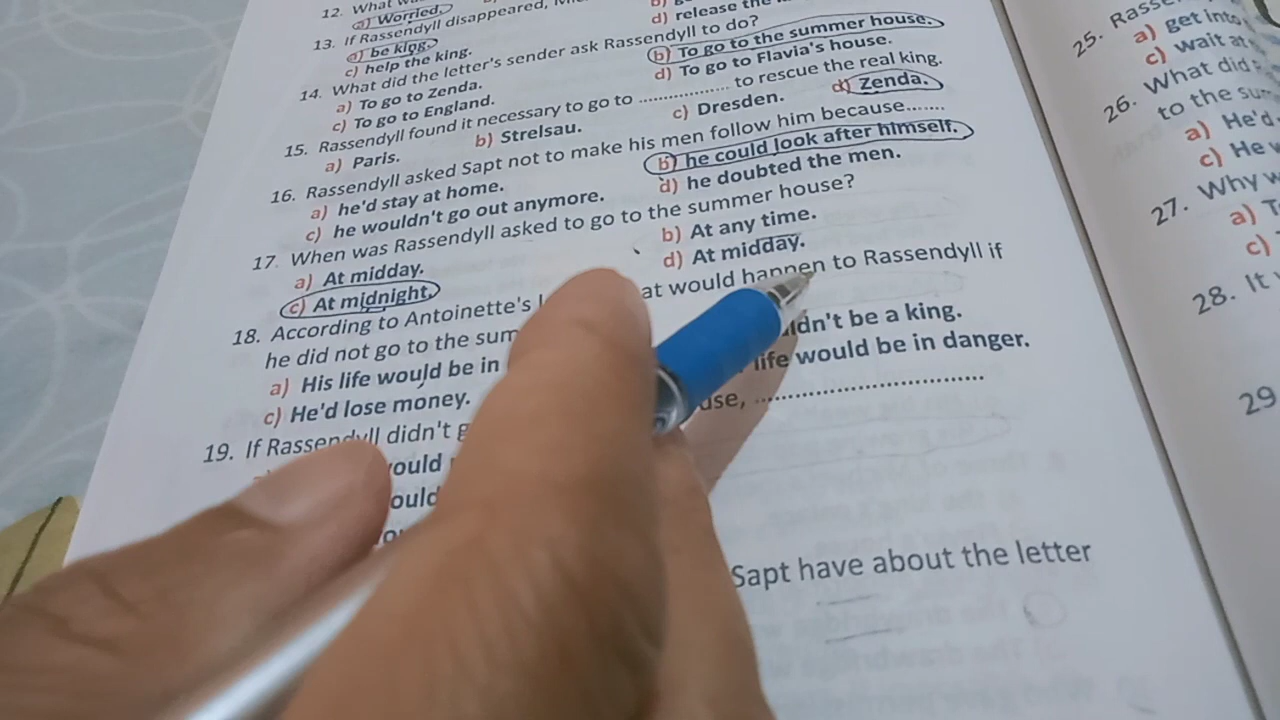 12. What
a) Worried.
13. If Rassendyll disappeared,
d) release the
a) be king.
c) help the king.
14. What did the letter's sender ask Rassendyll to do?
a) To go to Zenda.
b) To go to the summer house.
c) To go to England.
d) To go to Flavia's house.
15. Rassendyll found it necessary to go to .................... to rescue the real king.
a) Paris.
b) Strelsau.
c) Dresden.
d) Zenda.
16. Rassendyll asked Sapt not to make his men follow him because.......
a) he'd stay at home.
b) he could look after himself.
c) he wouldn't go out anymore.
d) he doubted the men.
17. When was Rassendyll asked to go to the summer house?
a) At midday.
b) At any time.
c) At midnight.
d) At midday.
18. According to Antoinette's at would happen to Rassendyll if
he did not go to the
a) His life would be in
be a king.
c) He'd lose money.
life would be in danger.
19. If Rassendyll didn't ...............................
Sapt have about the letter
25.
a) get into
c) wait at
26. What did
to the
a) He'd
c) He
27. Why
a)
c)
28. It
29